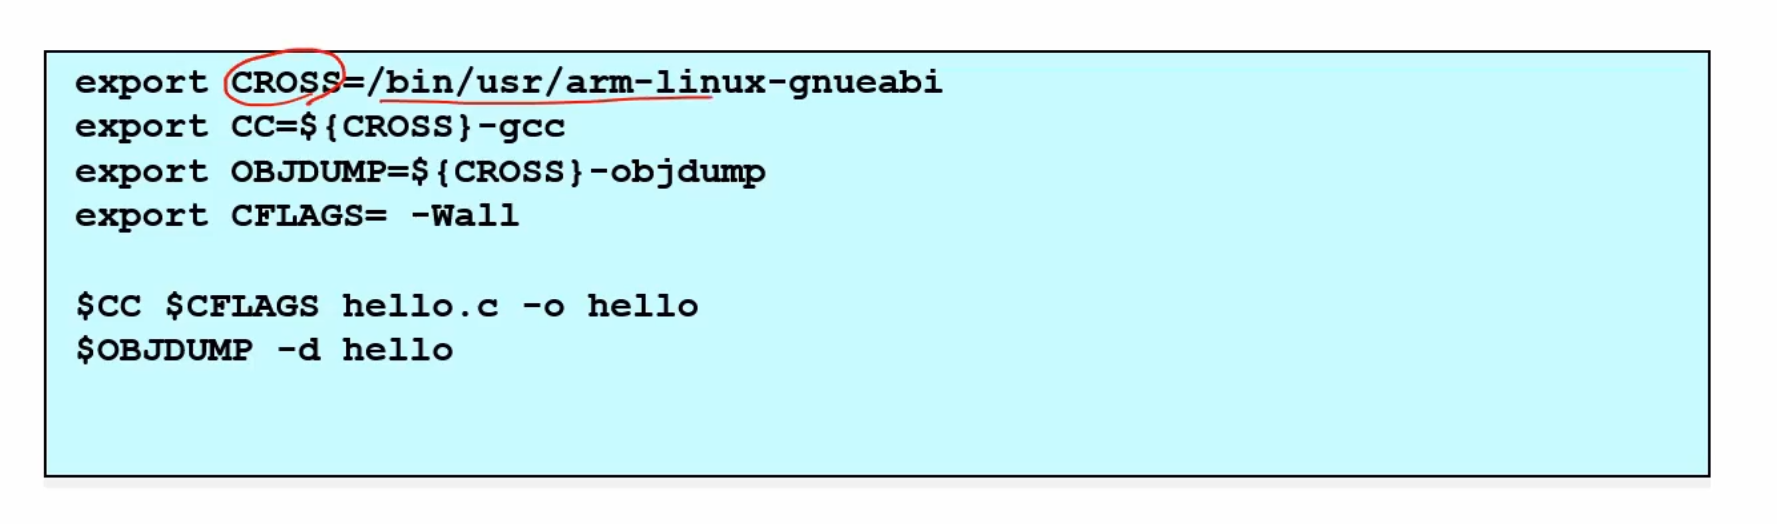 export CROSS=/bin/usr/arm-linux-gnueabi
export CC=${CROSS}-gcc
export OBJDUMP=${CROSS}-objdump
export CFLAGS= -Wall
$CC $CFLAGS hello.c -o hello
$OBJDUMP -d hello